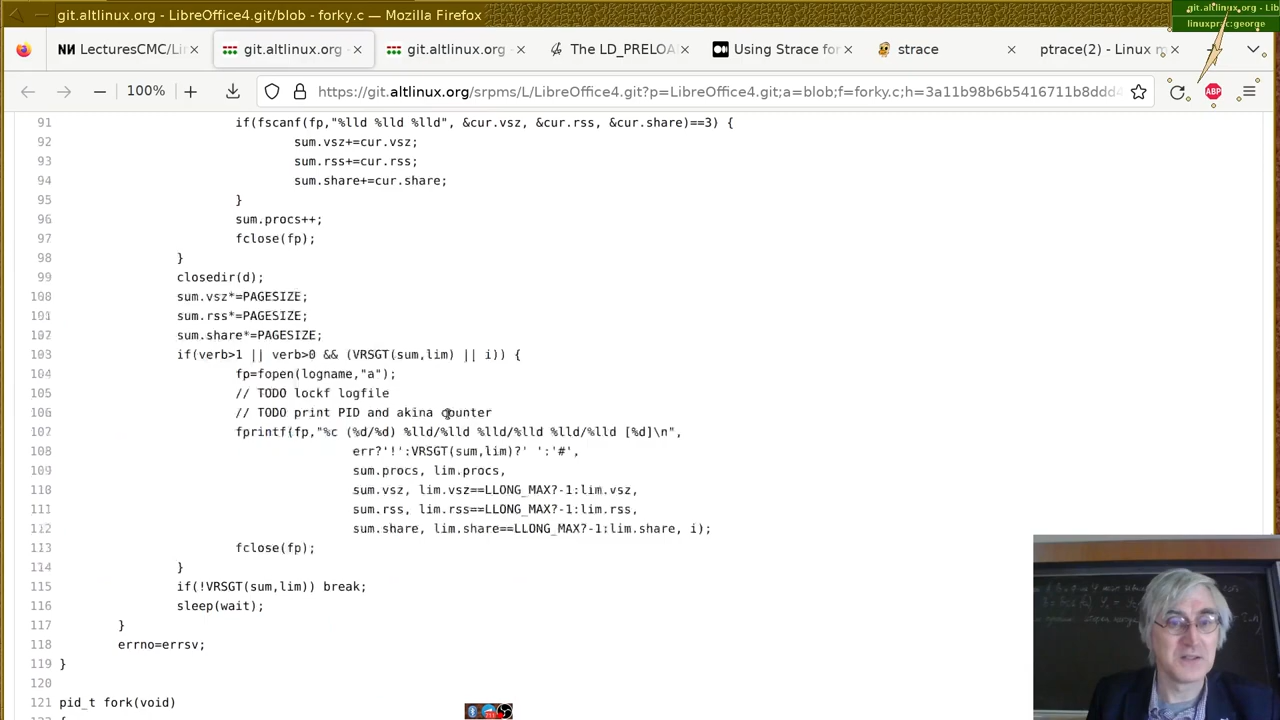 git.altlinux.org - LibreOffice4.git/blob - forky.c — Mozilla Firefox
git.altlinux.org - Lib
linuxprac:george
ИИ LecturesCMC/Li
git.altlinux.org -
git.altlinux.org -
The LD_PRELOA
Using Strace for
strace
ptrace(2) - Linux m
100%
https://git.altlinux.org/srpms/L/LibreOffice4.git?p=LibreOffice4.git;a=blob;f=forky.c;h=3a11b98b6b5416711b8ddd4
ABP
91 if(fscanf(fp,"%lld %lld %lld", &cur.vsz, &cur.rss, &cur.share)==3) {
92 sum.vsz+=cur.vsz;
93 sum.rss+=cur.rss;
94 sum.share+=cur.share;
95 }
96 sum.procs++;
97 fclose(fp);
98 }
99 closedir(d);
100 sum.vsz*=PAGESIZE;
101 sum.rss*=PAGESIZE;
102 sum.share*=PAGESIZE;
103 if(verb>1 || verb>0 && (VRSGT(sum,lim) || i)) {
104 fp=fopen(logname,"a");
105 // TODO lockf logfile
106 // TODO print PID and akina counter
107 fprintf(fp,"%c (%d/%d) %lld/%lld %lld/%lld %lld/%lld [%d]\n",
108 err?'!':VRSGT(sum,lim)?' ':'#',
109 sum.procs, lim.procs,
110 sum.vsz, lim.vsz==LLONG_MAX?-1:lim.vsz,
111 sum.rss, lim.rss==LLONG_MAX?-1:lim.rss,
112 sum.share, lim.share==LLONG_MAX?-1:lim.share, i);
113 fclose(fp);
114 }
115 if(!VRSGT(sum,lim)) break;
116 sleep(wait);
117 }
118 errno=errsv;
119 }
120
121 pid_t fork(void)